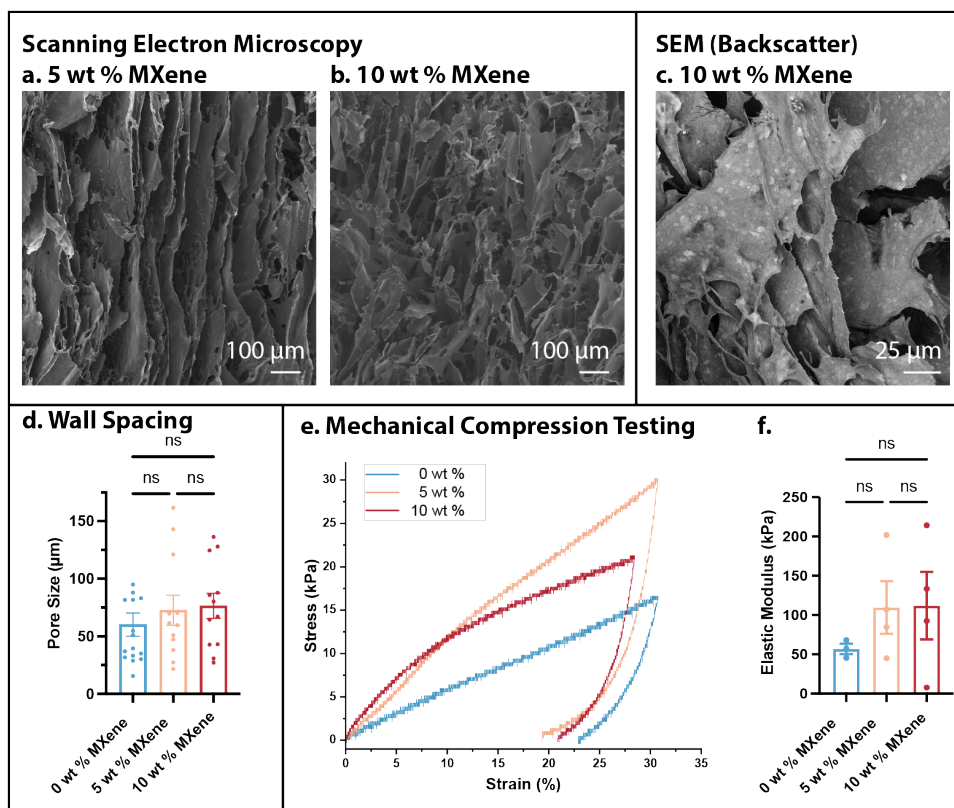 Scanning Electron Microscopy
a. 5 wt % MXene
b. 10 wt % MXene
100 µm
100 µm
SEM (Backscatter)
c. 10 wt % MXene
25 µm
d. Wall Spacing
ns
ns
ns
Pore Size (µm)
150
100
50
0
0 wt % MXene
5 wt % MXene
10 wt % MXene
e. Mechanical Compression Testing
0 wt %
5 wt %
10 wt %
Stress (kPa)
30
25
20
15
10
5
0
0
5
10
15
20
25
30
35
Strain (%)
f.
ns
ns
ns
Elastic Modulus (kPa)
250
200
150
100
50
0
0 wt % MXene
5 wt % MXene
10 wt % MXene